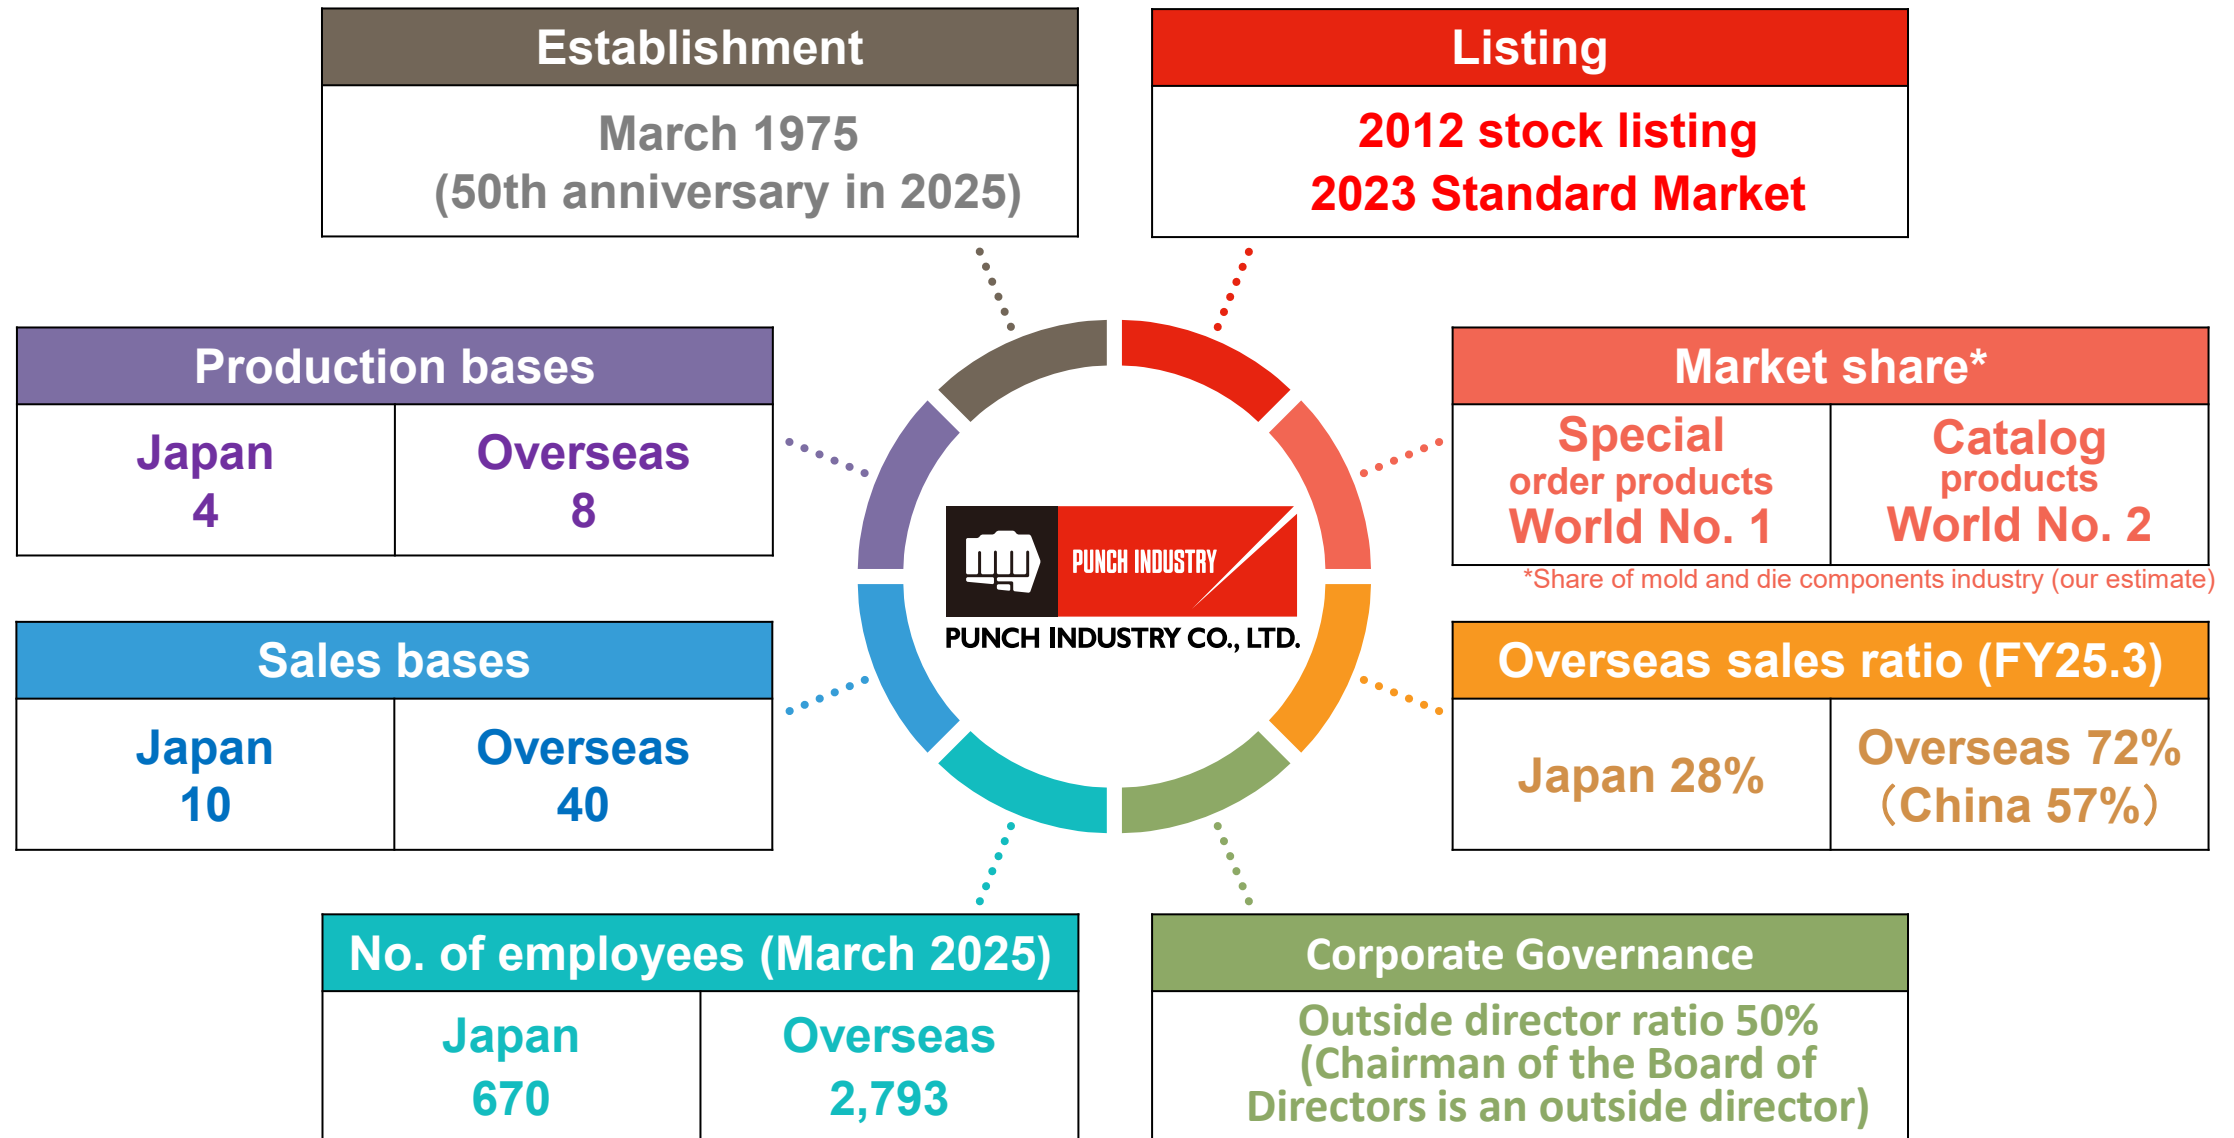 Establishment
March 1975
(50th anniversary in 2025)
Listing
2012 stock listing
2023 Standard Market
Production bases
Japan
4
Overseas
8
Market share*
Special
order products
World No. 1
Catalog
products
World No. 2
*Share of mold and die components industry (our estimate)
PUNCH INDUSTRY
PUNCH INDUSTRY CO., LTD.
Sales bases
Japan
10
Overseas
40
Overseas sales ratio (FY25.3)
Japan 28%
Overseas 72%
（China 57%）
No. of employees (March 2025)
Japan
670
Overseas
2,793
Corporate Governance
Outside director ratio 50%
(Chairman of the Board of
Directors is an outside director)